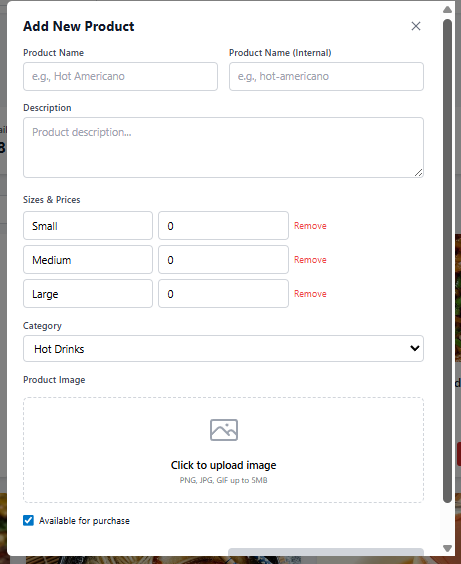 Add New Product
Product Name
Product Name (Internal)
e.g., Hot Americano
e.g., hot-americano
Description
Product description...
Sizes & Prices
Small 0 Remove
Medium 0 Remove
Large 0 Remove
Category
Hot Drinks
Product Image
Click to upload image
PNG, JPG, GIF up to 5MB
Available for purchase